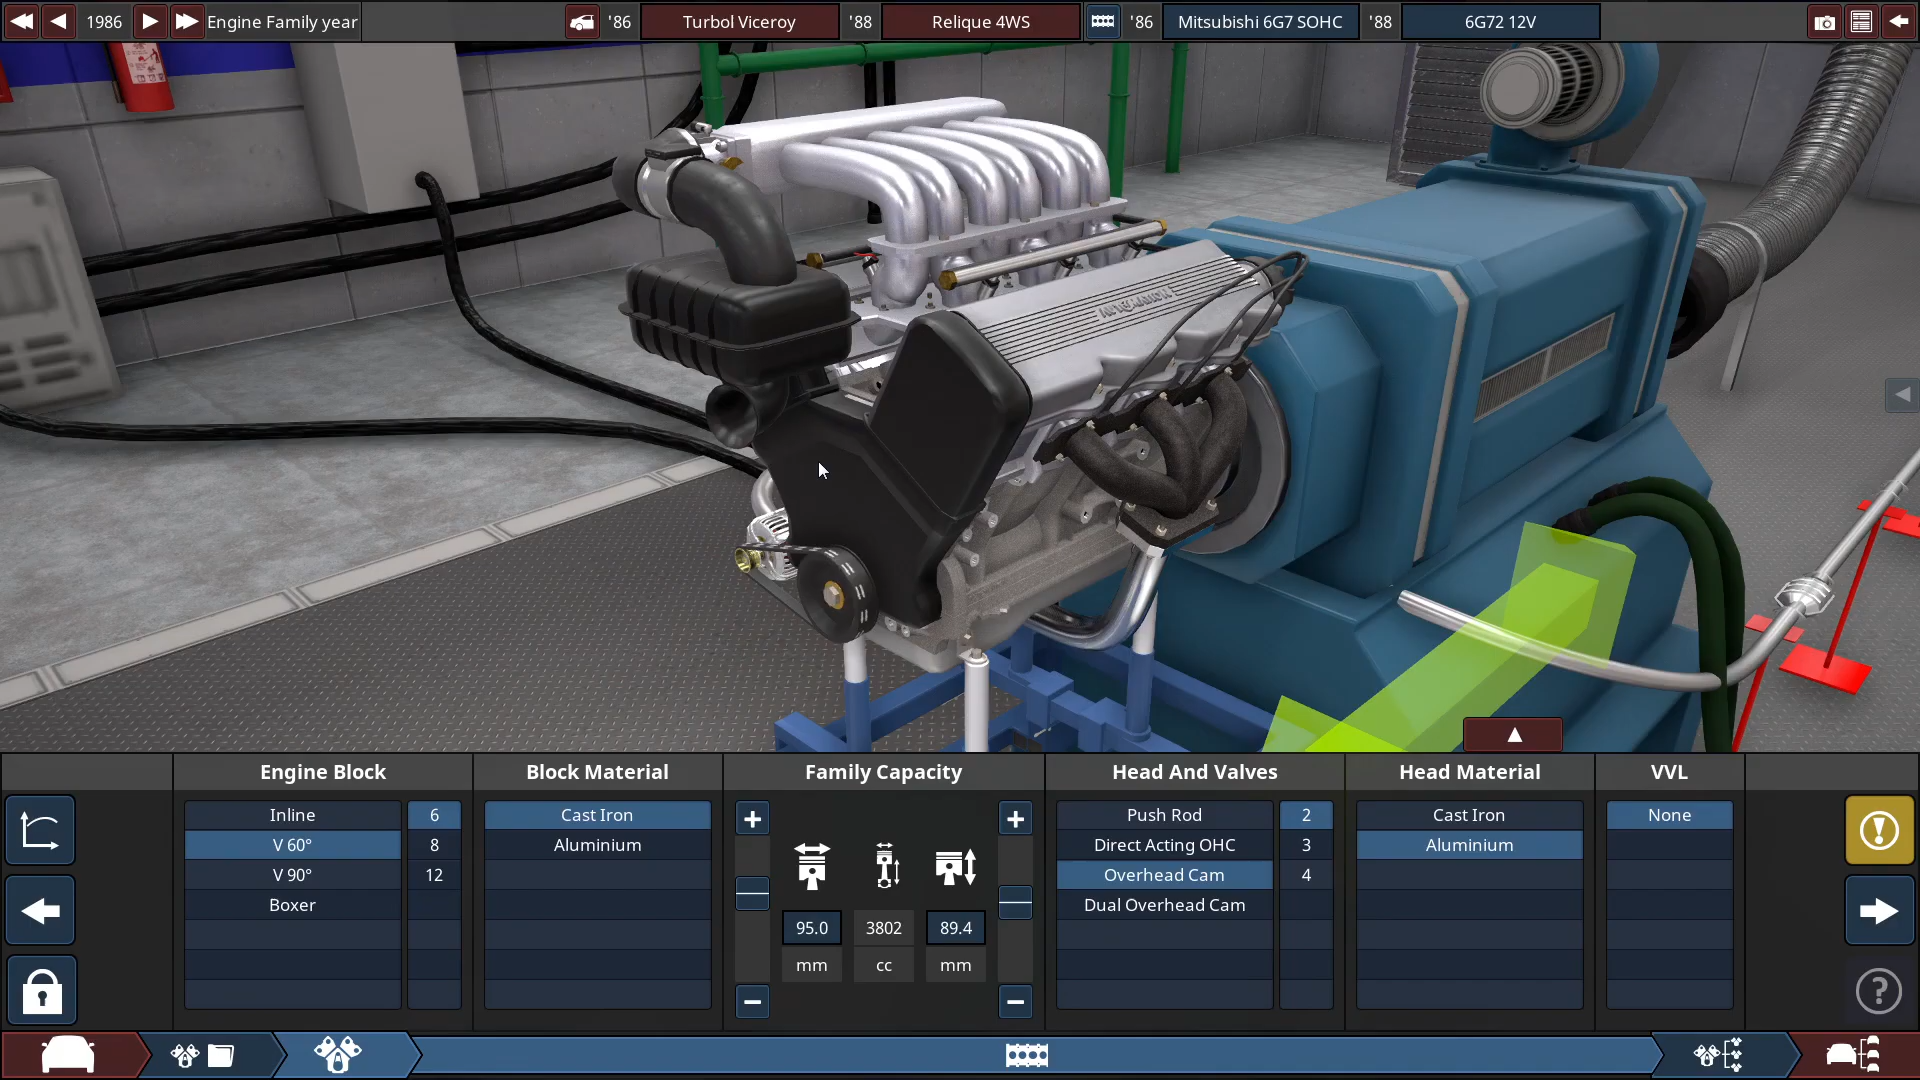 1986 Engine Family year '86 Turbol Viceroy '88 Relique 4WS '86 Mitsubishi 6G7 SOHC '88 6G72 12V
Engine Block
Inline 6
V 60° 8
V 90° 12
Boxer
Block Material
Cast Iron
Aluminium
Family Capacity
95.0 3802 89.4
mm cc mm
Head And Valves
Push Rod 2
Direct Acting OHC 3
Overhead Cam 4
Dual Overhead Cam
Head Material
Cast Iron
Aluminium
VVL
None